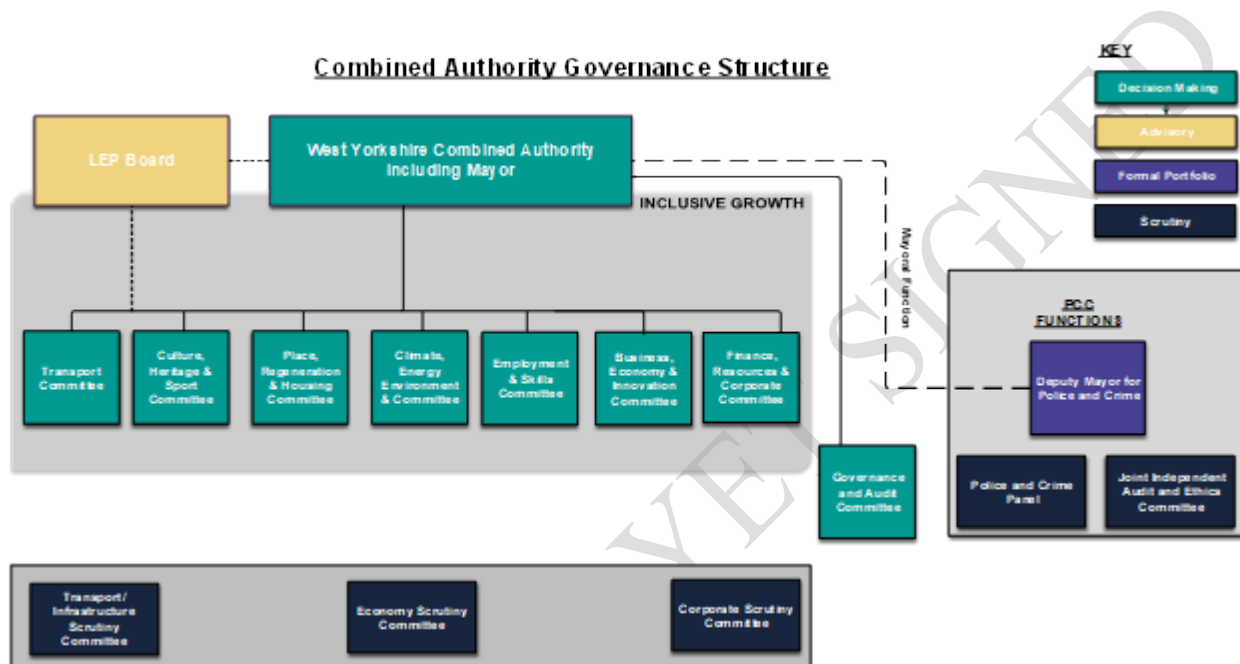 Combined Authority Governance Structure
KEY
Decision Making
Advisory
Formal Portfolio
Scrutiny
LEP Board
West Yorkshire Combined Authority
Including Mayor
INCLUSIVE GROWTH
Mayoral Function
Transport
Committee
Culture,
Heritage &
Sport
Committee
Place,
Regeneration
& Housing
Committee
Climate,
Energy
Environment
& Committee
Employment
& Skills
Committee
Business,
Economy &
Innovation
Committee
Finance,
Resources &
Corporate
Committee
Governance
and Audit
Committee
PCC
FUNCTIONS
Deputy Mayor for
Police and Crime
Police and Crime
Panel
Joint Independent
Audit and Ethics
Committee
Transport/
Infrastructure
Scrutiny
Committee
Economy Scrutiny
Committee
Corporate Scrutiny
Committee
YET SIGNED